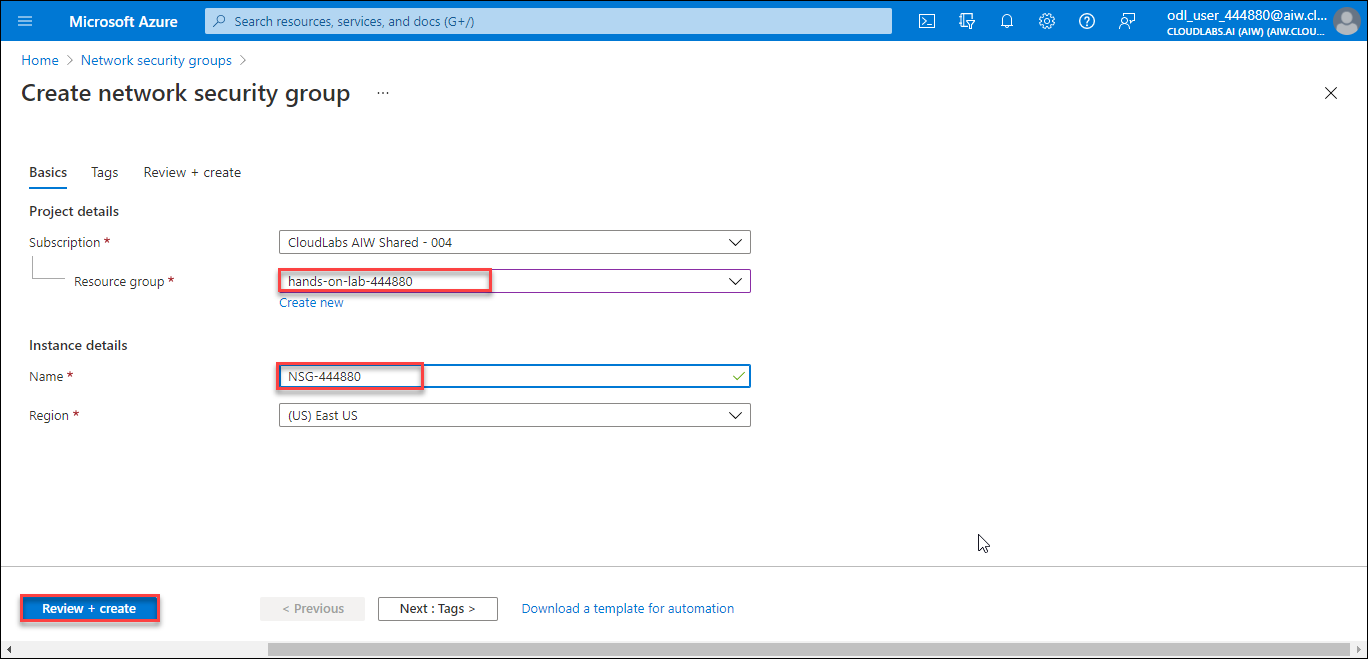 Microsoft Azure
Search resources, services, and docs (G+/)
odl_user_444880@aiw.cl...
CLOUDLABS.AI (AIW) (AIW.CLOU...
Home > Network security groups >
Create network security group ...
Basics Tags Review + create
Project details
Subscription *
CloudLabs AIW Shared - 004
Resource group *
hands-on-lab-444880
Create new
Instance details
Name *
NSG-444880
Region *
(US) East US
Review + create
< Previous
Next : Tags >
Download a template for automation